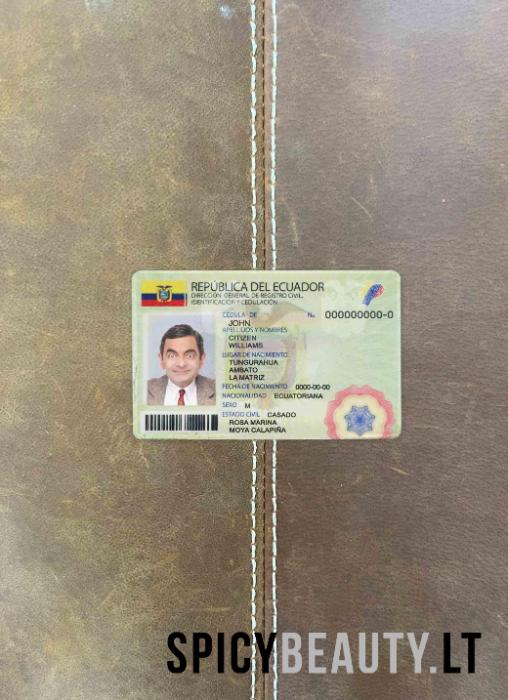 REPÚBLICA DEL ECUADOR
DIRECCIÓN GENERAL DE REGISTRO CIVIL,
IDENTIFICACIÓN Y CEDULACIÓN
CÉDULA DE No. 000000000-0
JOHN
APELLIDOS Y NOMBRES
CITIZEN
WILLIAMS
LUGAR DE NACIMIENTO
TUNGURAHUA
AMBATO
LA MATRIZ
FECHA DE NACIMIENTO 0000-00-00
NACIONALIDAD ECUATORIANA
SEXO M
ESTADO CIVIL CASADO
ROSA MARINA
MOYA CALAPIÑA
SPICYBEAUTY.LT